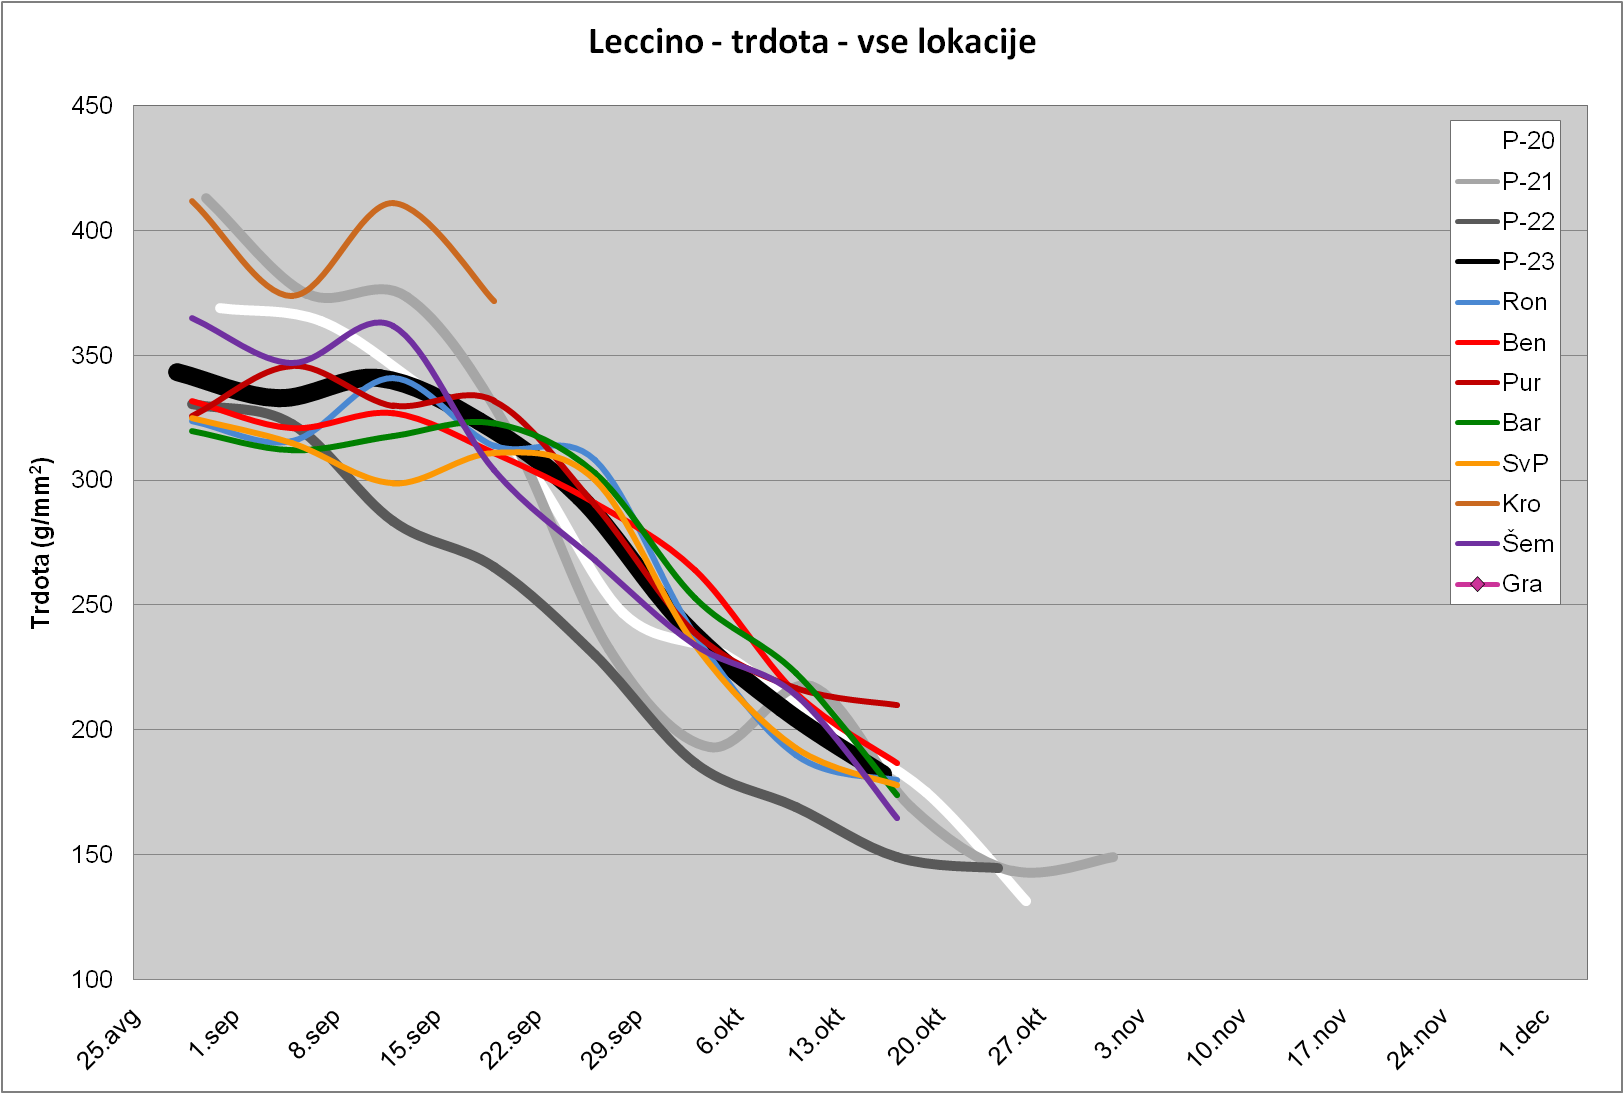 Leccino - trdota - vse lokacije
Trdota (g/mm²)
450
400
350
300
250
200
150
100
25.avg
1.sep
8.sep
15.sep
22.sep
29.sep
6.okt
13.okt
20.okt
27.okt
3.nov
10.nov
17.nov
24.nov
1.dec
P-20
P-21
P-22
P-23
Ron
Ben
Pur
Bar
SvP
Kro
Šem
Gra